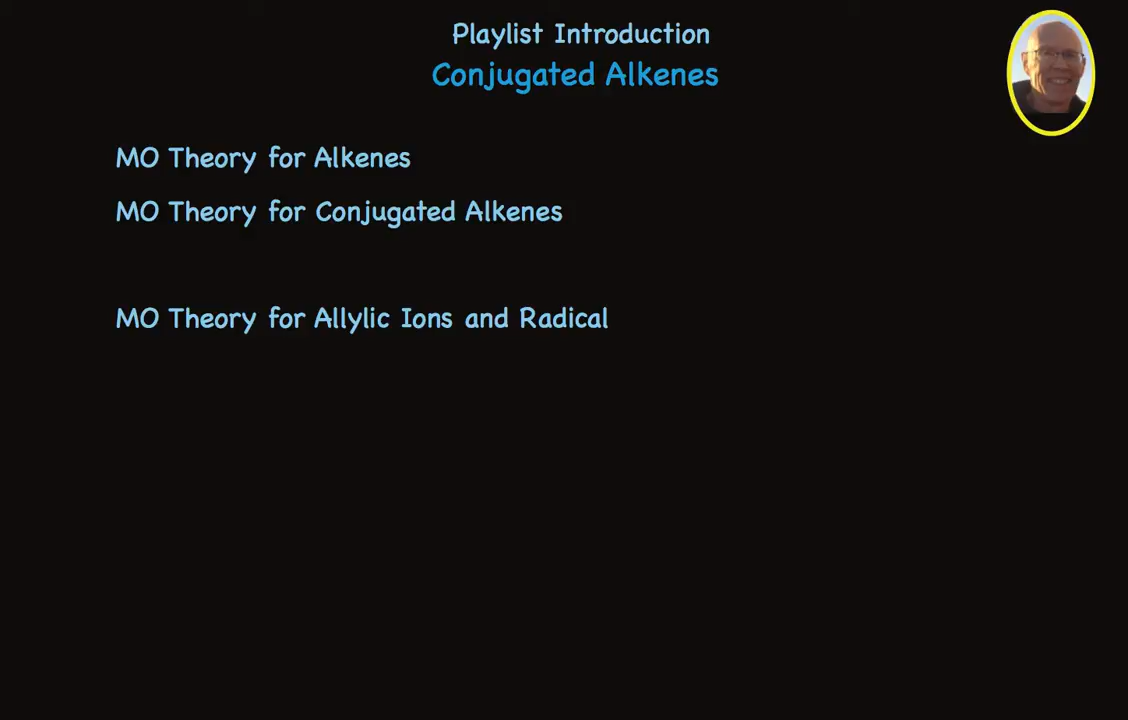 Playlist Introduction
Conjugated Alkenes
MO Theory for Alkenes
MO Theory for Conjugated Alkenes
MO Theory for Allylic Ions and Radical